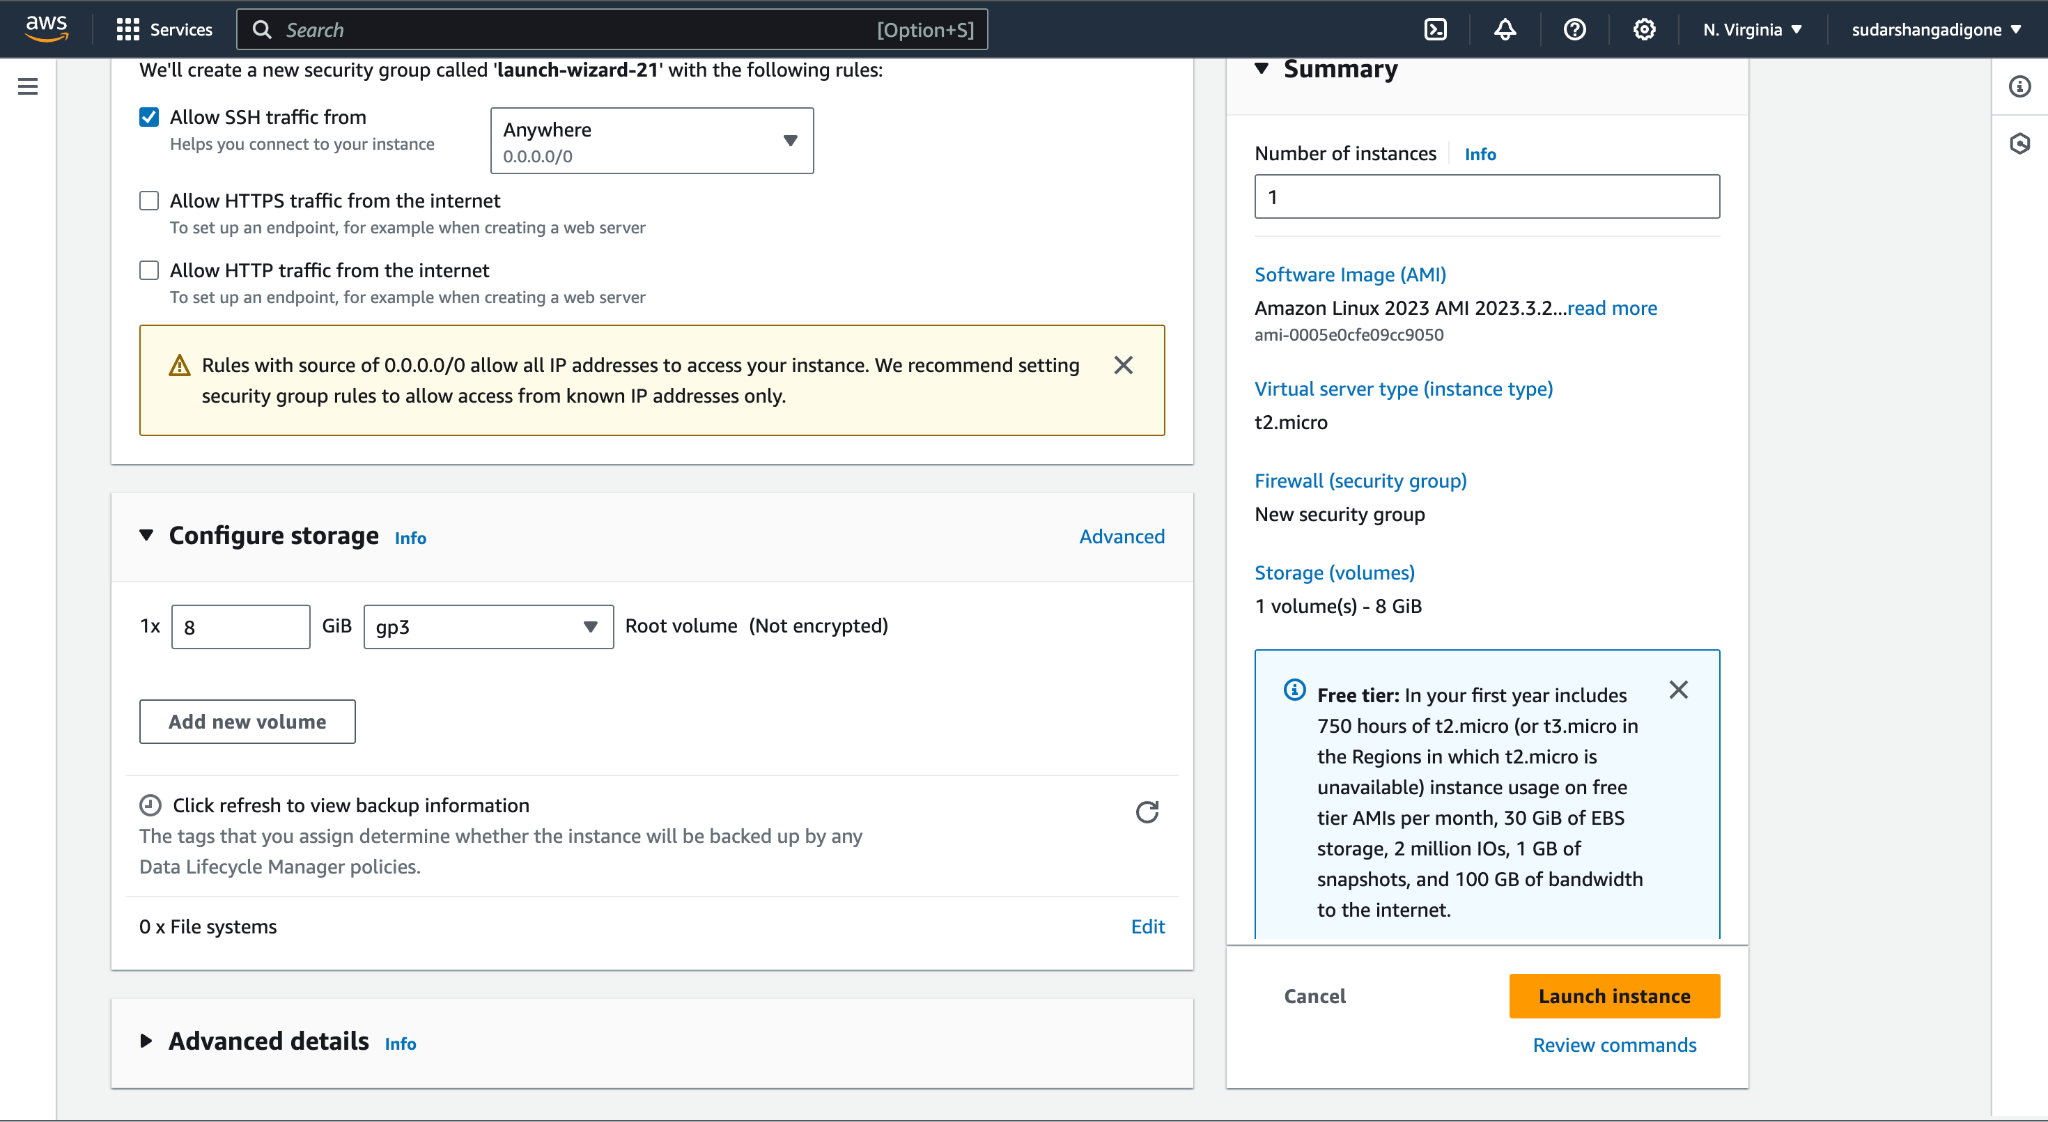 aws
Services
Search
[Option+S]
N. Virginia
sudarshangadigone
We'll create a new security group called 'launch-wizard-21' with the following rules:
Allow SSH traffic from
Helps you connect to your instance
Anywhere
0.0.0.0/0
Allow HTTPS traffic from the internet
To set up an endpoint, for example when creating a web server
Allow HTTP traffic from the internet
To set up an endpoint, for example when creating a web server
Rules with source of 0.0.0.0/0 allow all IP addresses to access your instance. We recommend setting
security group rules to allow access from known IP addresses only.
Configure storage Info
Advanced
1x 8 GiB gp3 Root volume (Not encrypted)
Add new volume
Click refresh to view backup information
The tags that you assign determine whether the instance will be backed up by any
Data Lifecycle Manager policies.
0 x File systems
Edit
Advanced details Info
Summary
Number of instances Info
1
Software Image (AMI)
Amazon Linux 2023 AMI 2023.3.2...read more
ami-0005e0cfe09cc9050
Virtual server type (instance type)
t2.micro
Firewall (security group)
New security group
Storage (volumes)
1 volume(s) - 8 GiB
Free tier: In your first year includes
750 hours of t2.micro (or t3.micro in
the Regions in which t2.micro is
unavailable) instance usage on free
tier AMIs per month, 30 GiB of EBS
storage, 2 million IOs, 1 GB of
snapshots, and 100 GB of bandwidth
to the internet.
Cancel
Launch instance
Review commands